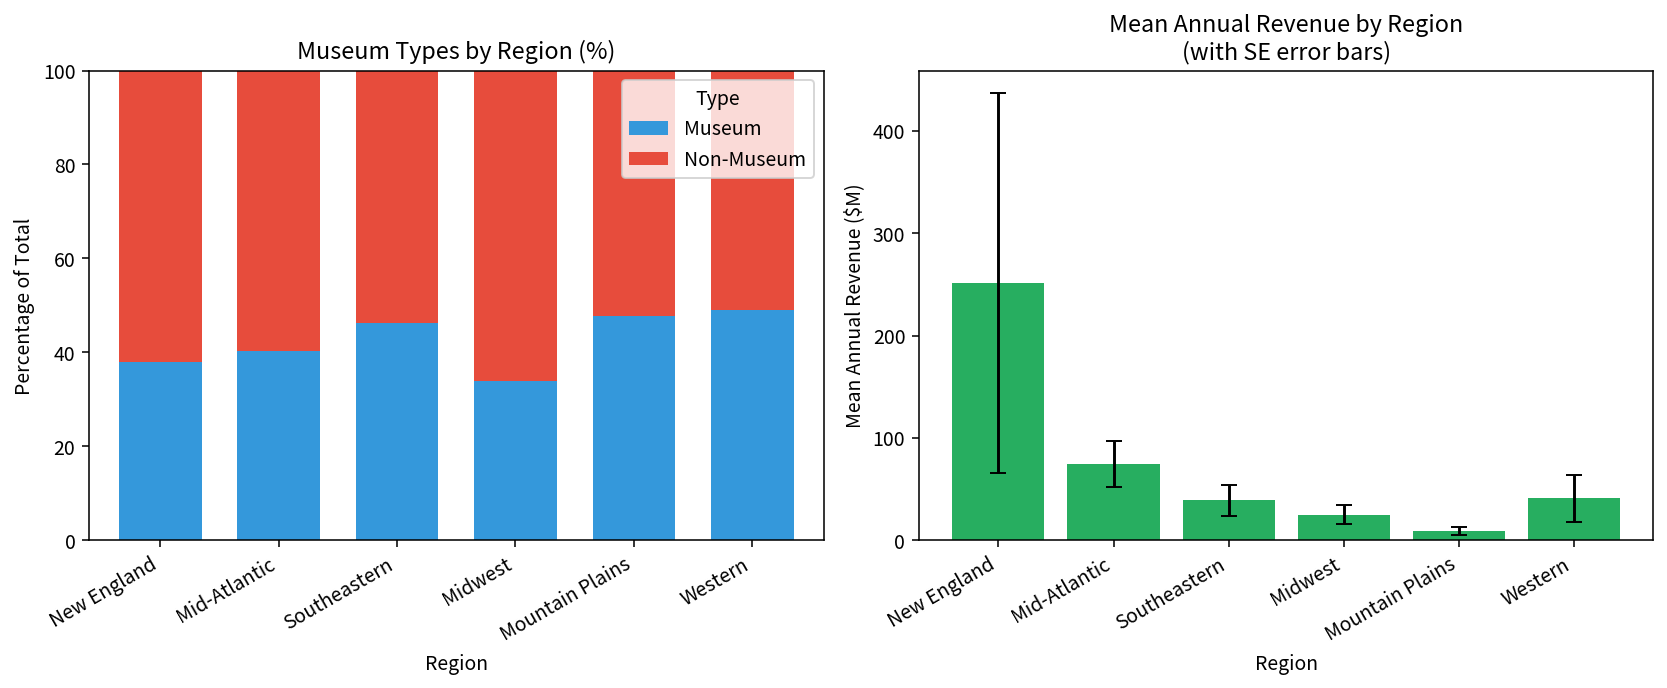 Museum Types by Region (%)
Percentage of Total
100
80
60
40
20
0
Type
Museum
Non-Museum
New England
Mid-Atlantic
Southeastern
Midwest
Mountain Plains
Western
Region
Mean Annual Revenue by Region
(with SE error bars)
Mean Annual Revenue ($M)
400
300
200
100
0
New England
Mid-Atlantic
Southeastern
Midwest
Mountain Plains
Western
Region